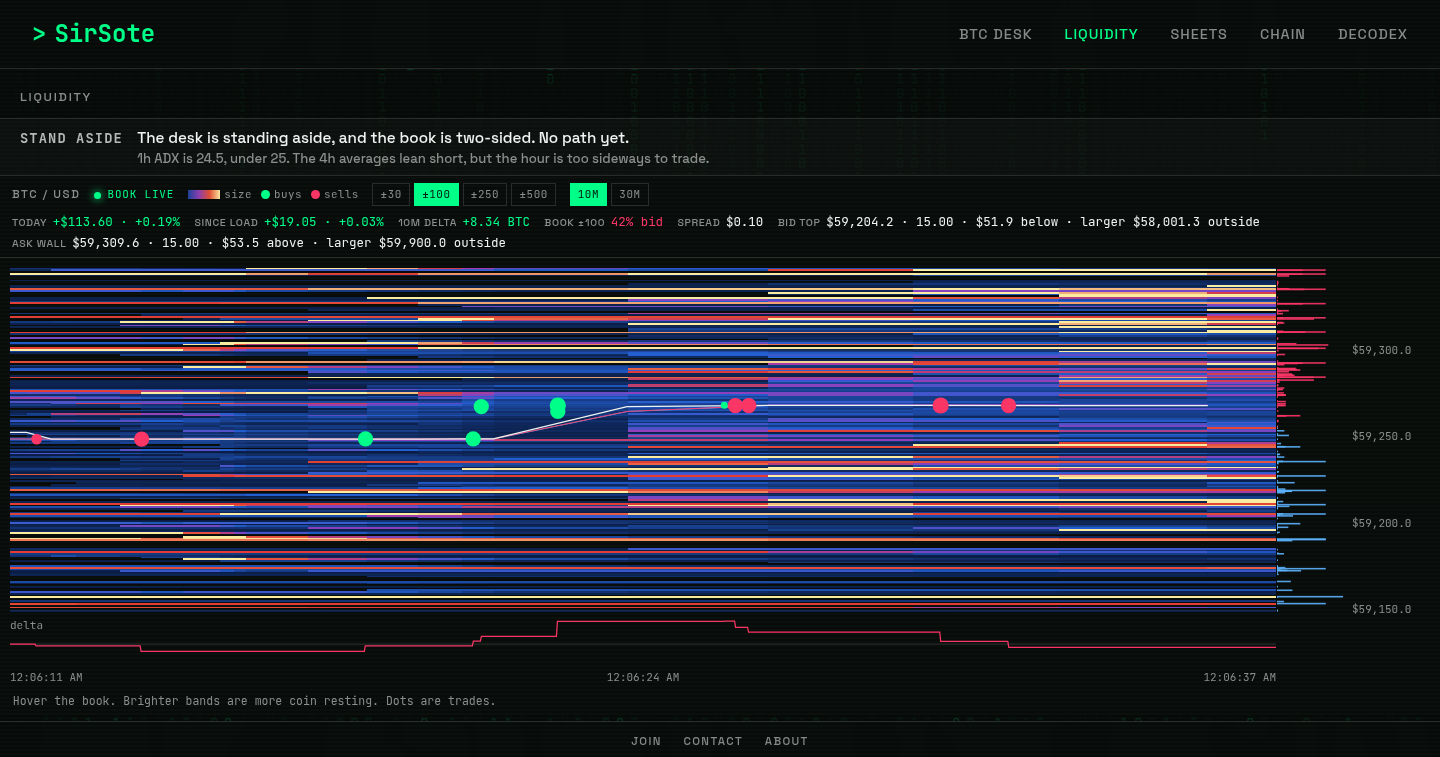 > SirSote
BTC DESK LIQUIDITY SHEETS CHAIN DECODEX
LIQUIDITY
STAND ASIDE The desk is standing aside, and the book is two-sided. No path yet.
1h ADX is 24.5, under 25. The 4h averages lean short, but the hour is too sideways to trade.
BTC / USD BOOK LIVE size buys sells ±30 ±100 ±250 ±500 10M 30M
TODAY +$113.60 · +0.19% SINCE LOAD +$19.05 · +0.03% 10M DELTA +8.34 BTC BOOK ±100 42% bid SPREAD $0.10 BID TOP $59,204.2 · 15.00 · $51.9 below · larger $58,001.3 outside
ASK WALL $59,309.6 · 15.00 · $53.5 above · larger $59,900.0 outside
$59,300.0
$59,250.0
$59,200.0
$59,150.0
delta
12:06:11 AM 12:06:24 AM 12:06:37 AM
Hover the book. Brighter bands are more coin resting. Dots are trades.
JOIN CONTACT ABOUT